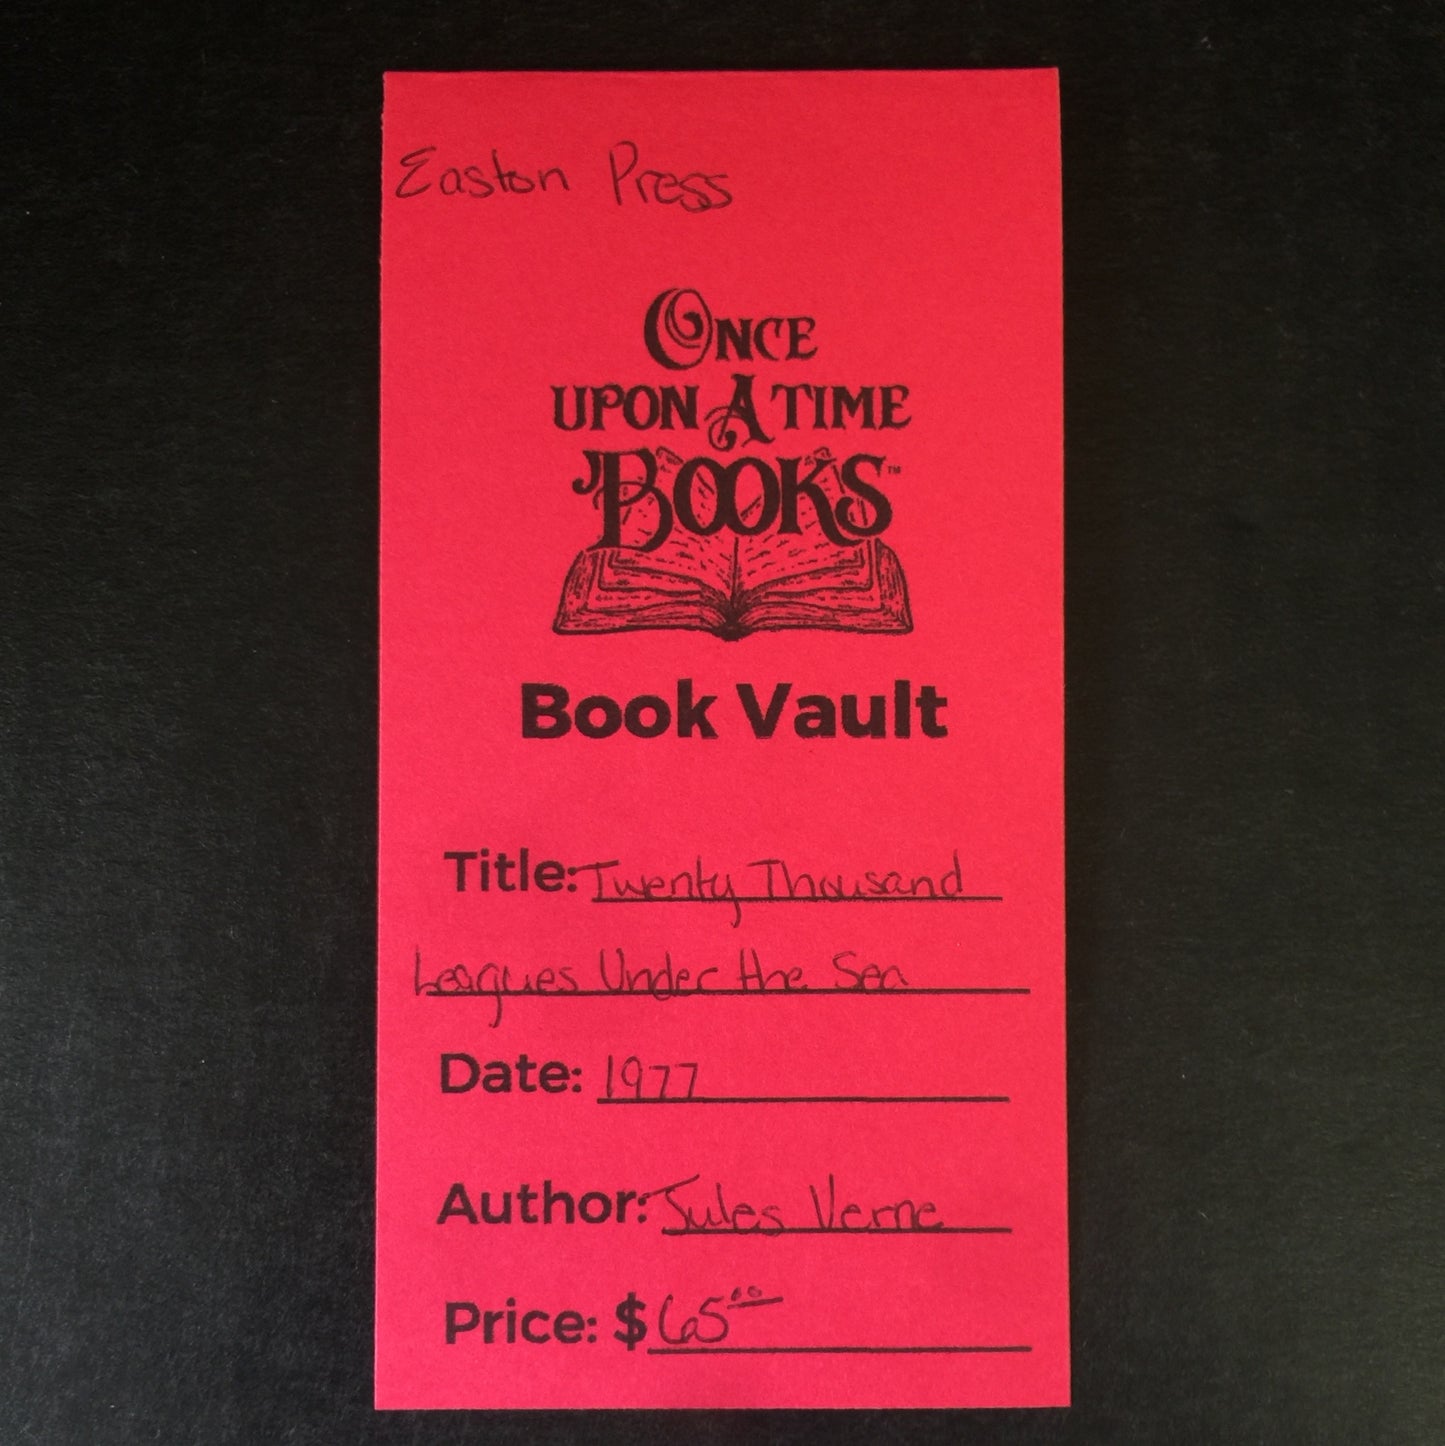 Easton Press
ONCE
UPON A TIME
BOOKS™
Book Vault
Title: Twenty Thousand
Leagues Under the Sea
Date: 1977
Author: Jules Verne
Price: $65.00